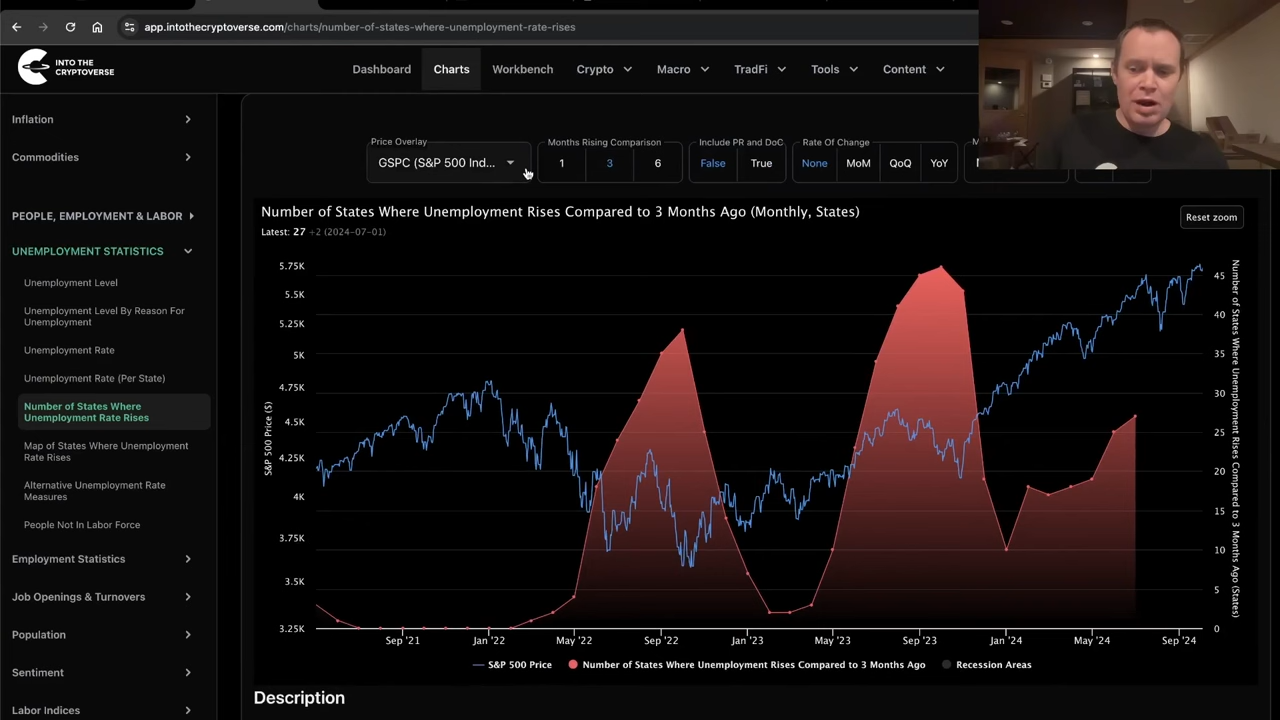 app.intothecryptoverse.com/charts/number-of-states-where-unemployment-rate-rises
INTO THE
CRYPTOVERSE
Dashboard
Charts
Workbench
Crypto
Macro
TradFi
Tools
Content
Inflation
Commodities
PEOPLE, EMPLOYMENT & LABOR
UNEMPLOYMENT STATISTICS
Unemployment Level
Unemployment Level By Reason For
Unemployment
Unemployment Rate
Unemployment Rate (Per State)
Number of States Where
Unemployment Rate Rises
Map of States Where Unemployment
Rate Rises
Alternative Unemployment Rate
Measures
People Not In Labor Force
Employment Statistics
Job Openings & Turnovers
Population
Sentiment
Labor Indices
Price Overlay
GSPC (S&P 500 Ind...
Months Rising Comparison
1 3 6
Include PR and DoC
False True
Rate Of Change
None MoM QoQ YoY
Number of States Where Unemployment Rises Compared to 3 Months Ago (Monthly, States)
Latest: 27 +2 (2024-07-01)
Reset zoom
S&P 500 Price ($)
5.75K
5.5K
5.25K
5K
4.75K
4.5K
4.25K
4K
3.75K
3.5K
3.25K
45
40
35
30
25
20
15
10
5
0
Number of States Where Unemployment Rises Compared to 3 Months Ago (States)
Sep '21 Jan '22 May '22 Sep '22 Jan '23 May '23 Sep '23 Jan '24 May '24 Sep '24
S&P 500 Price
Number of States Where Unemployment Rises Compared to 3 Months Ago
Recession Areas
Description